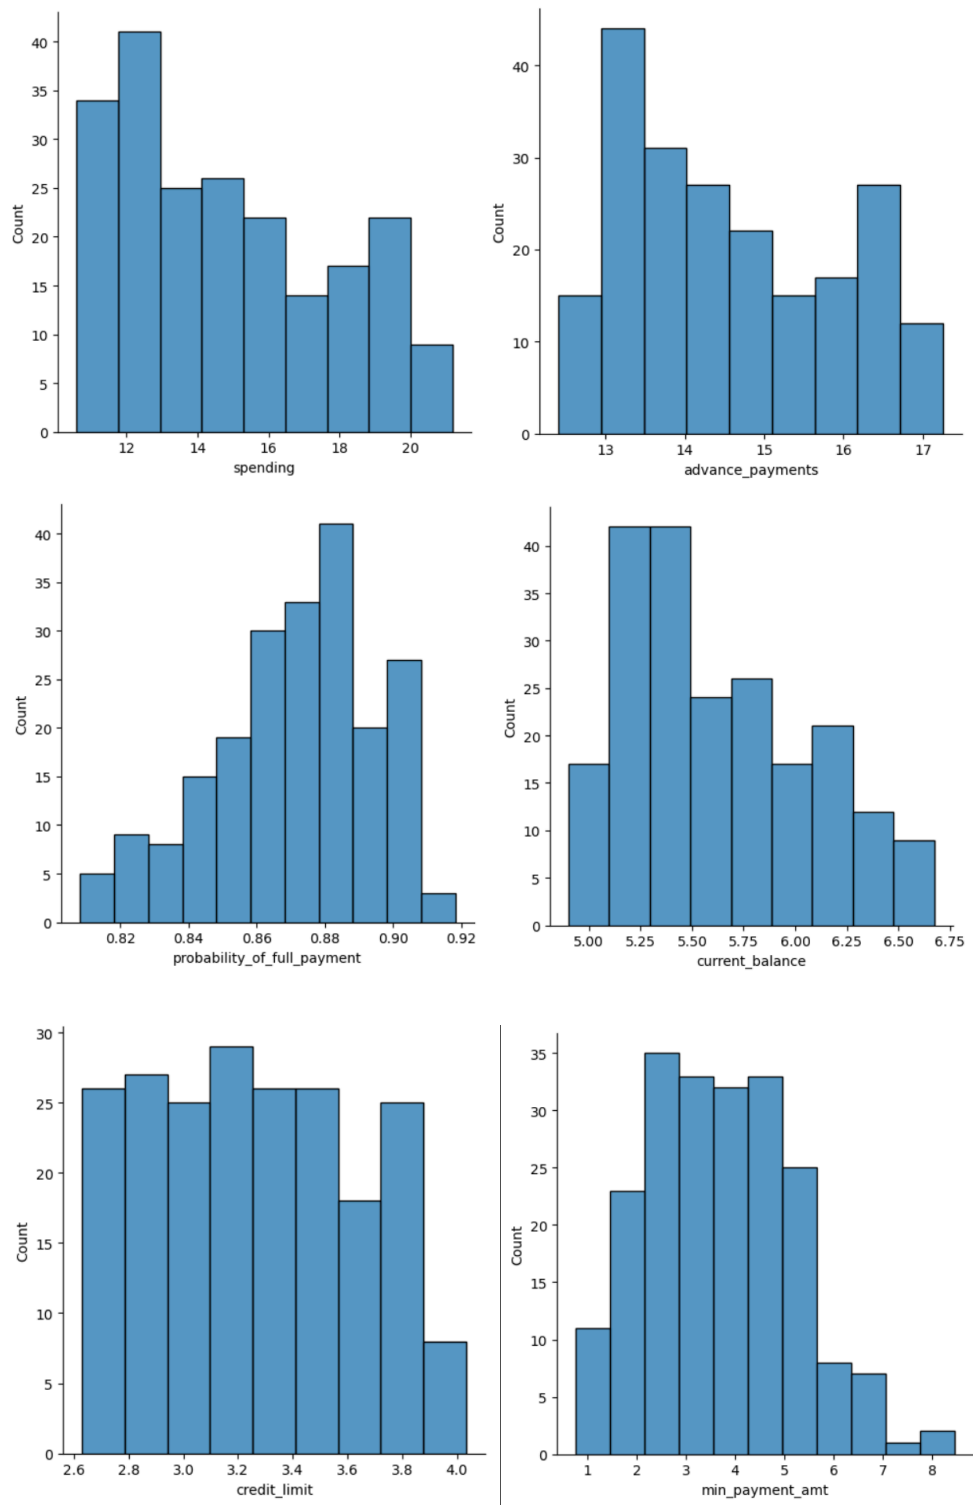 40
35
30
25
20
15
10
5
0
Count
12 14 16 18 20
spending
40
30
20
10
0
Count
13 14 15 16 17
advance_payments
40
35
30
25
20
15
10
5
0
Count
0.82 0.84 0.86 0.88 0.90 0.92
probability_of_full_payment
40
35
30
25
20
15
10
5
0
Count
5.00 5.25 5.50 5.75 6.00 6.25 6.50 6.75
current_balance
30
25
20
15
10
5
0
Count
2.6 2.8 3.0 3.2 3.4 3.6 3.8 4.0
credit_limit
35
30
25
20
15
10
5
0
Count
1 2 3 4 5 6 7 8
min_payment_amt